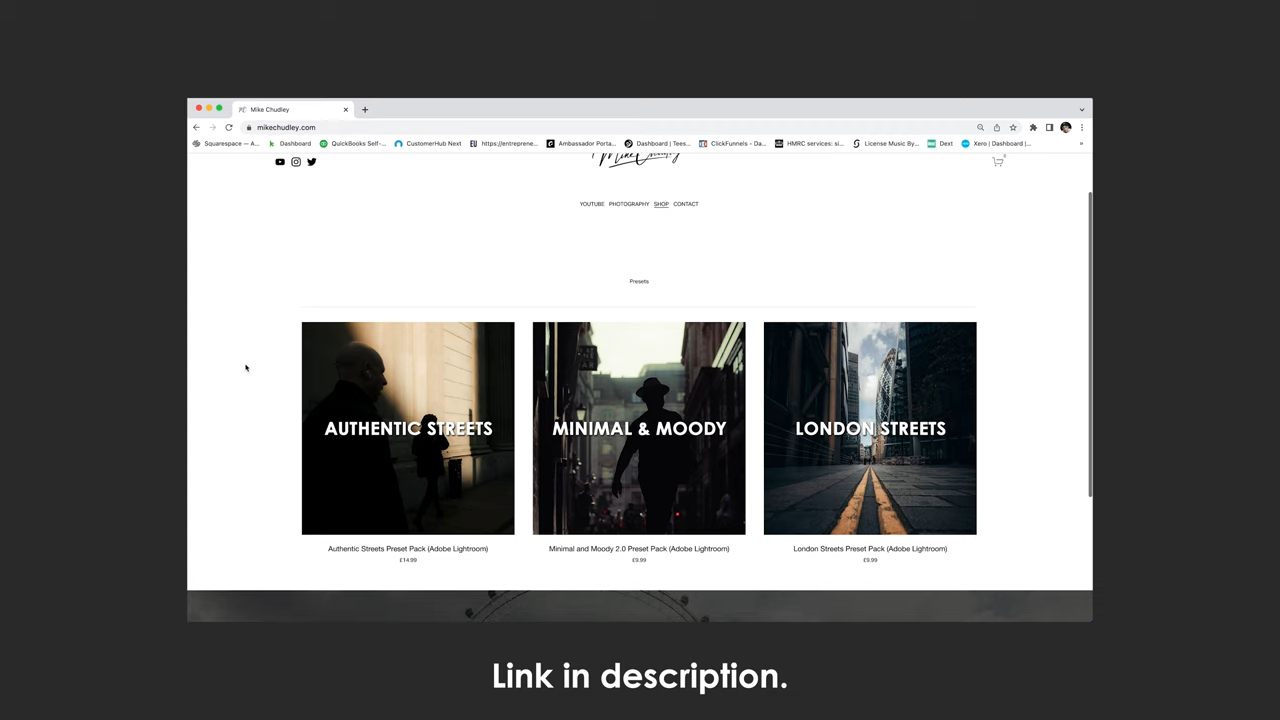 Mike Chudley
mikechudley.com
Squarespace — A...
Dashboard
QuickBooks Self-...
CustomerHub Next
https://entreprene...
Ambassador Porta...
Dashboard | Tees...
ClickFunnels - Da...
HMRC services: si...
License Music By...
Dext
Xero | Dashboard |...
YOUTUBE PHOTOGRAPHY SHOP CONTACT
Presets
AUTHENTIC STREETS
MINIMAL & MOODY
LONDON STREETS
Authentic Streets Preset Pack (Adobe Lightroom)
£14.99
Minimal and Moody 2.0 Preset Pack (Adobe Lightroom)
£9.99
London Streets Preset Pack (Adobe Lightroom)
£9.99
Link in description.